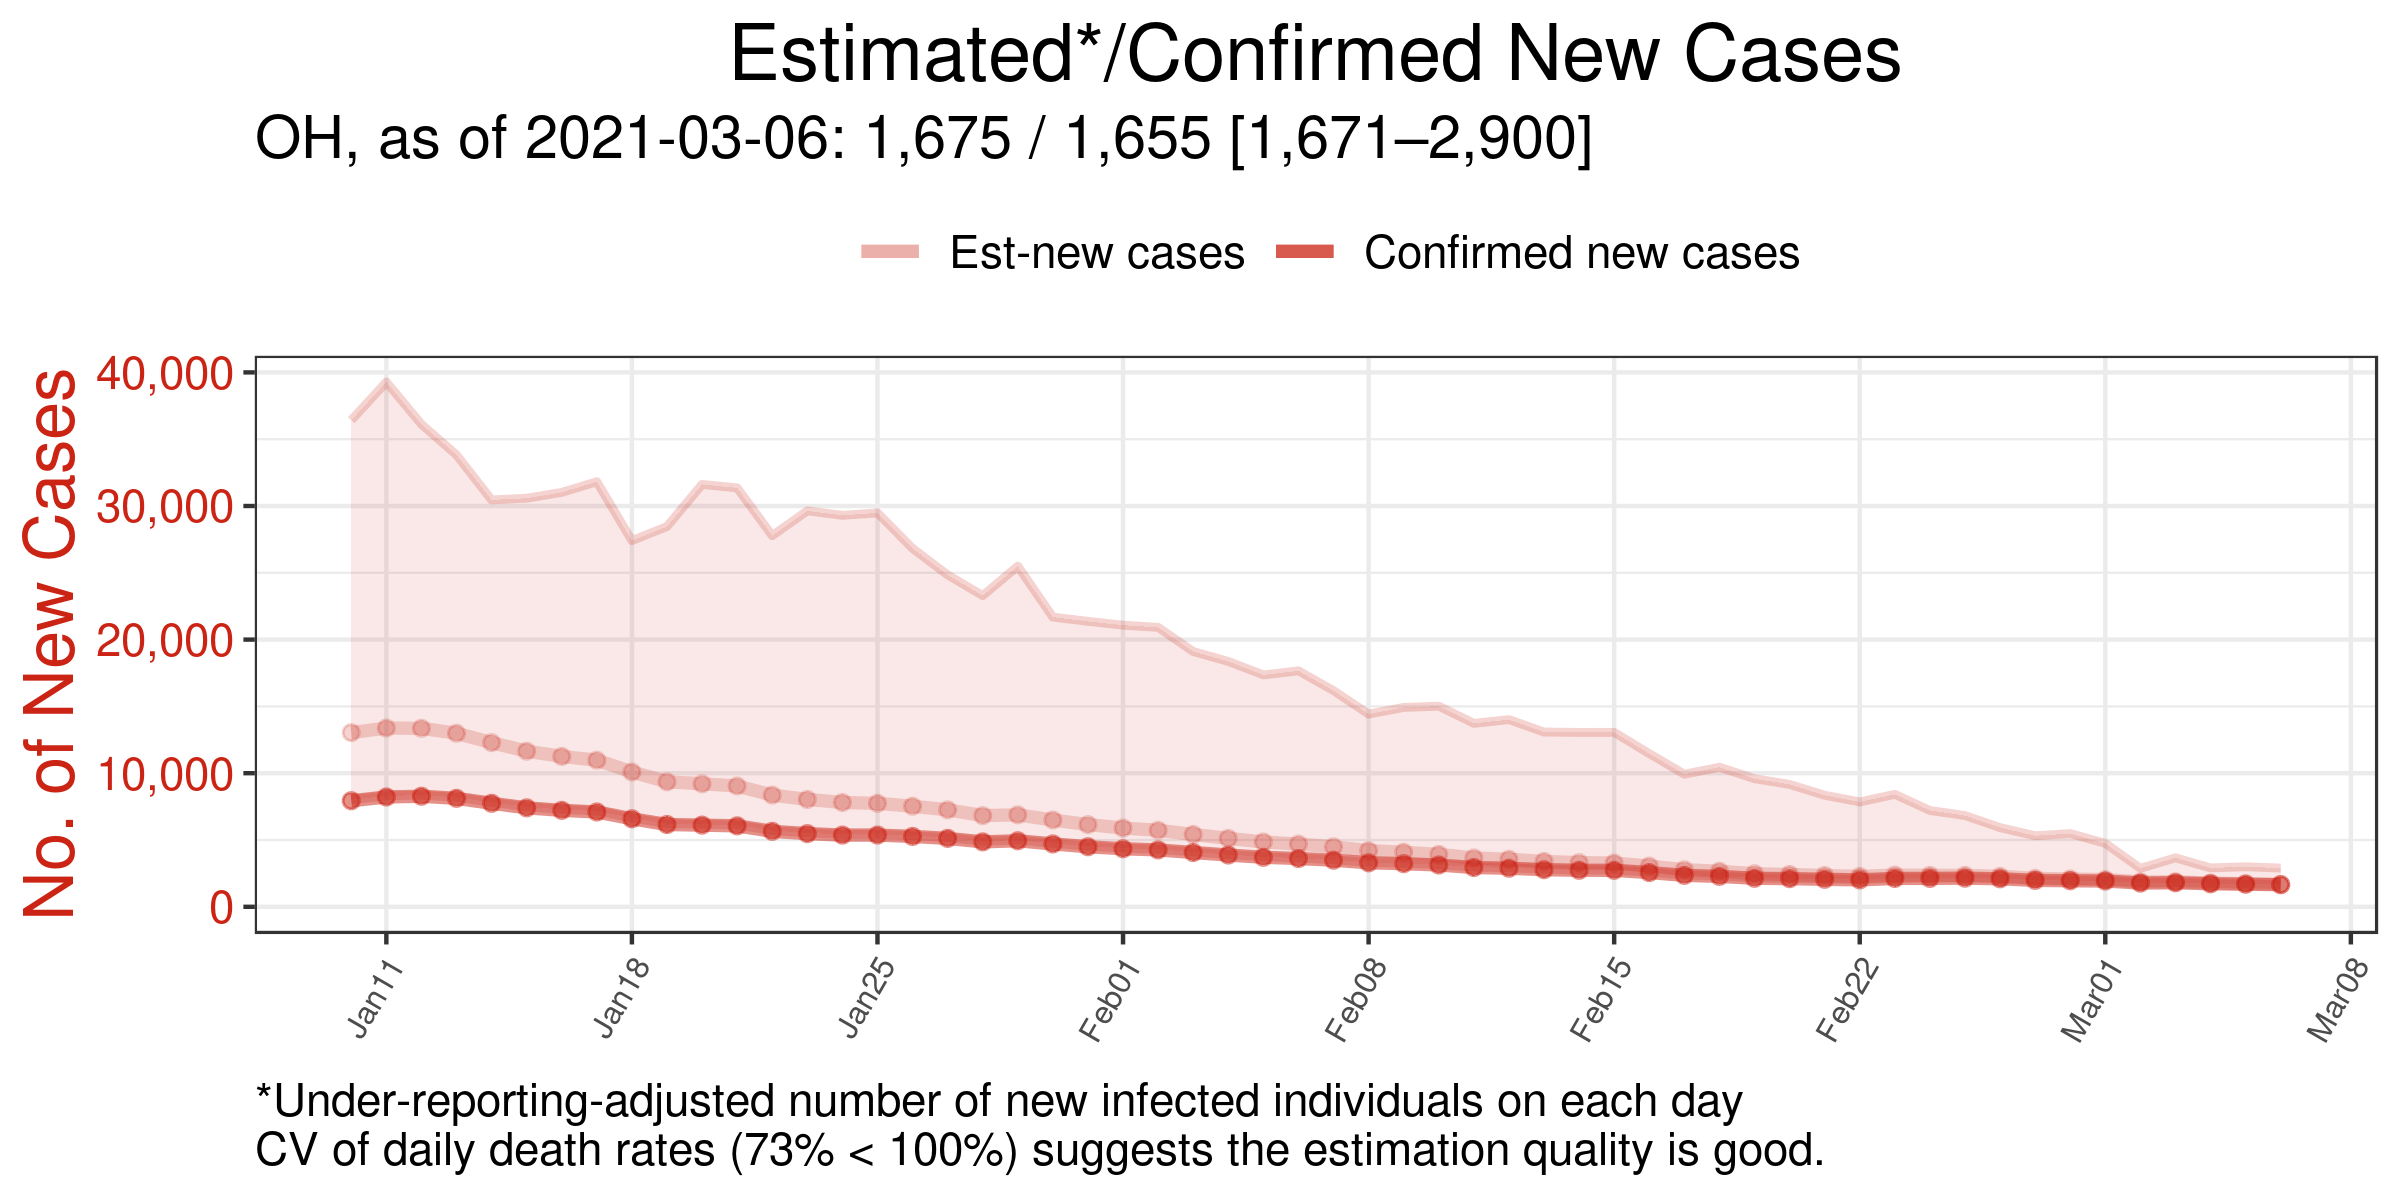 Estimated*/Confirmed New Cases
OH, as of 2021-03-06: 1,675 / 1,655 [1,671–2,900]
Est-new cases
Confirmed new cases
No. of New Cases
40,000
30,000
20,000
10,000
0
Jan11
Jan18
Jan25
Feb01
Feb08
Feb15
Feb22
Mar01
Mar08
*Under-reporting-adjusted number of new infected individuals on each day
CV of daily death rates (73% < 100%) suggests the estimation quality is good.